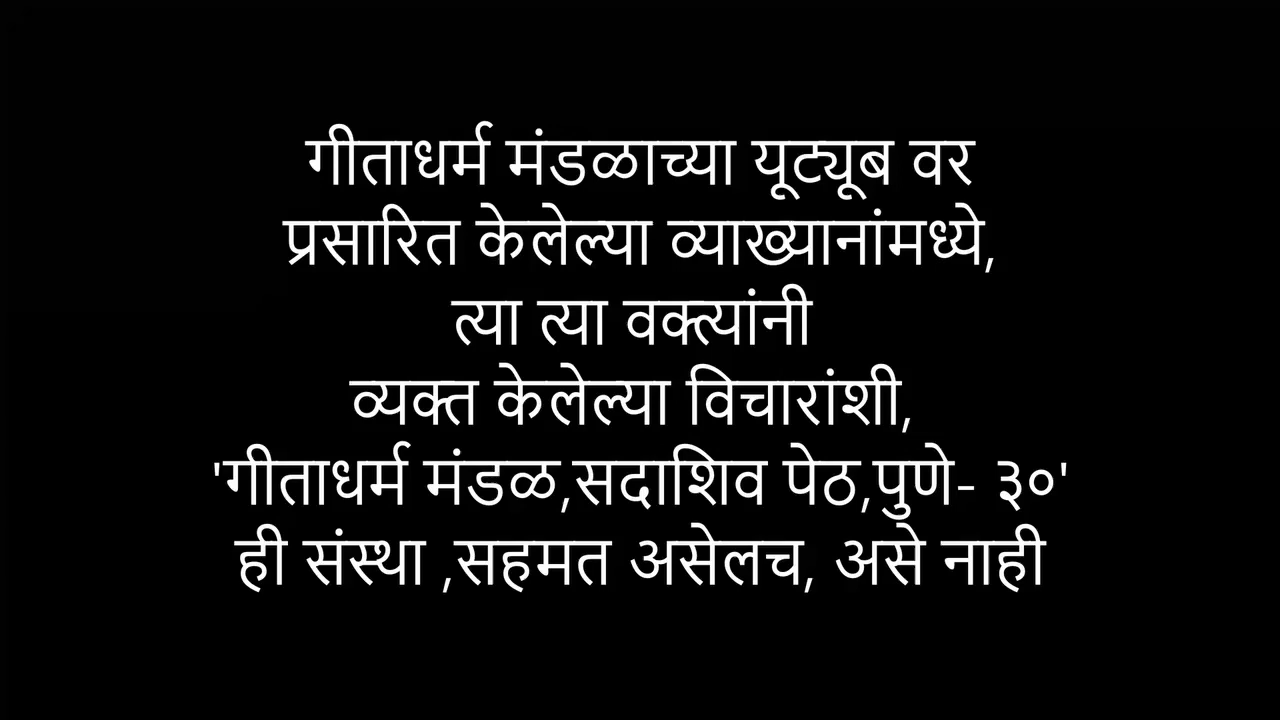 गीताधर्म मंडळाच्या यूट्यूब वर
प्रसारित केलेल्या व्याख्यानांमध्ये,
त्या त्या वक्त्यांनी
व्यक्त केलेल्या विचारांशी,
'गीताधर्म मंडळ,सदाशिव पेठ,पुणे- ३०'
ही संस्था ,सहमत असेलच, असे नाही